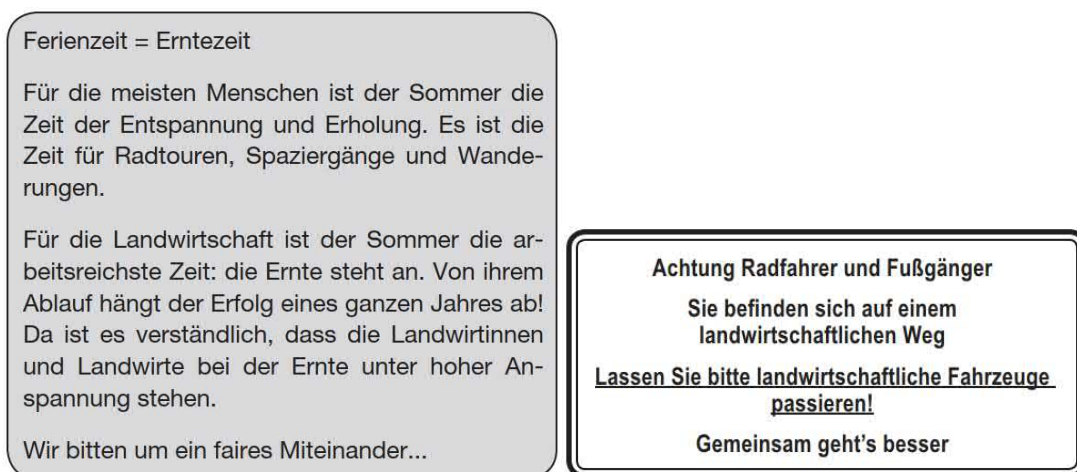 Ferienzeit = Erntezeit
Für die meisten Menschen ist der Sommer die
Zeit der Entspannung und Erholung. Es ist die
Zeit für Radtouren, Spaziergänge und Wande-
rungen.
Für die Landwirtschaft ist der Sommer die ar-
beitsreichste Zeit: die Ernte steht an. Von ihrem
Ablauf hängt der Erfolg eines ganzen Jahres ab!
Da ist es verständlich, dass die Landwirtinnen
und Landwirte bei der Ernte unter hoher An-
spannung stehen.
Wir bitten um ein faires Miteinander...
Achtung Radfahrer und Fußgänger
Sie befinden sich auf einem
landwirtschaftlichen Weg
Lassen Sie bitte landwirtschaftliche Fahrzeuge
passieren!
Gemeinsam geht's besser